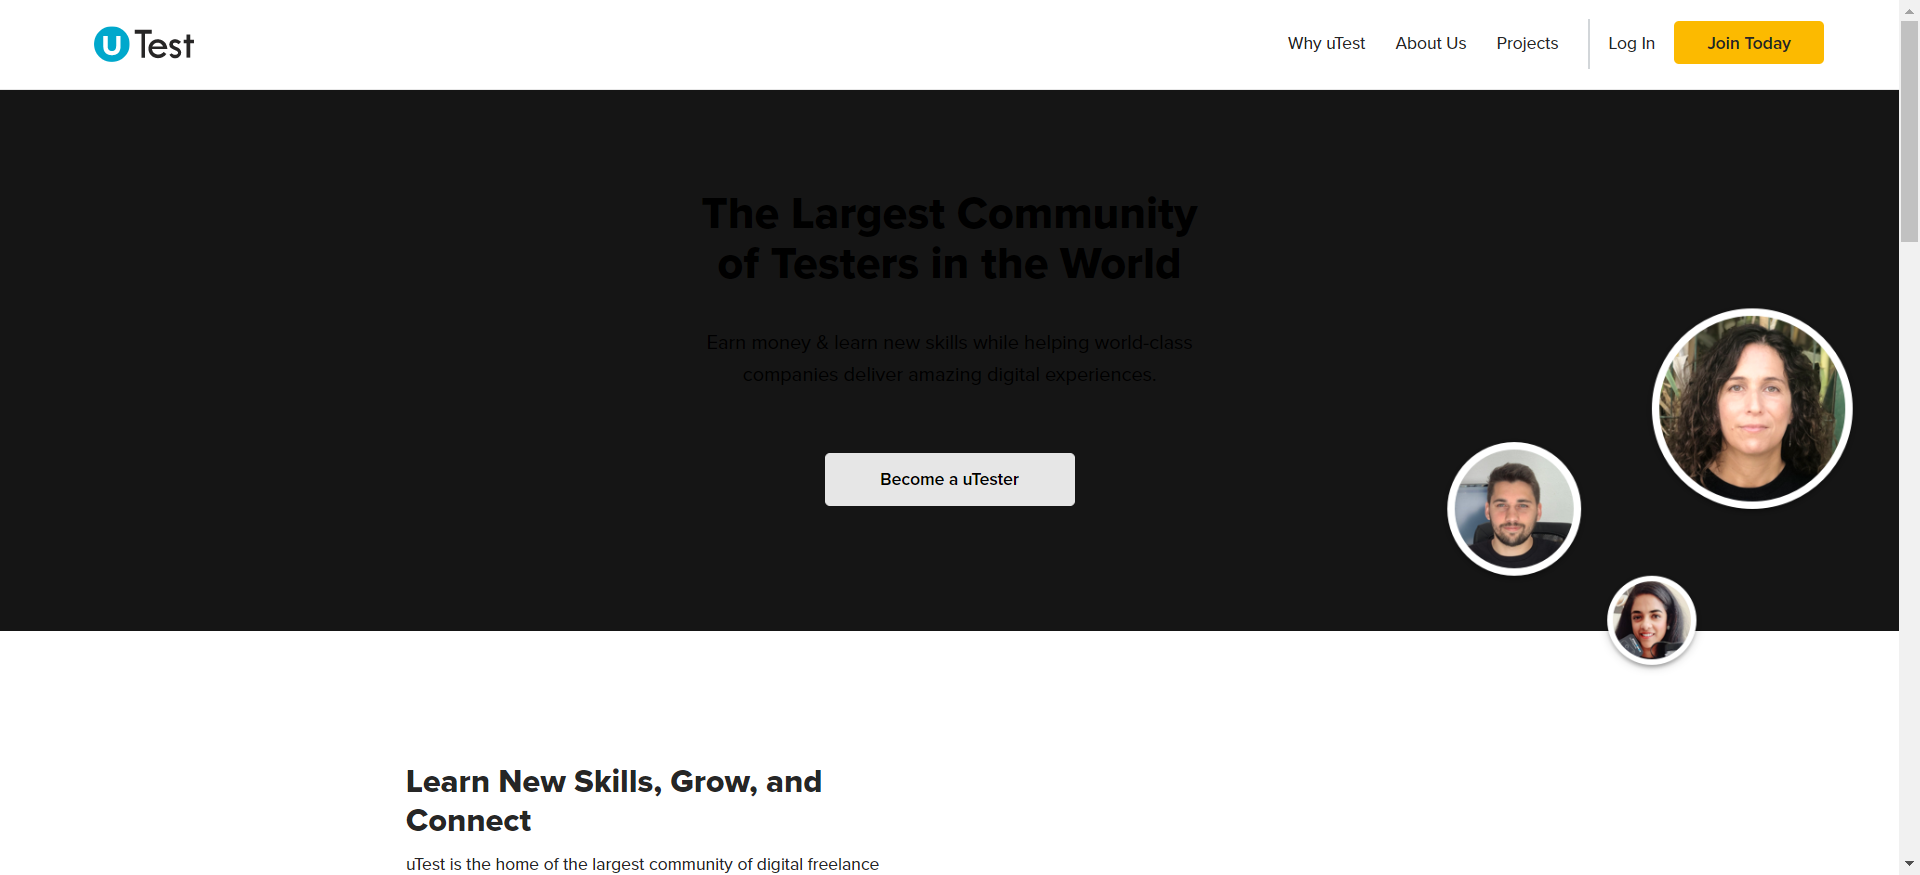 uTest
Why uTest
About Us
Projects
Log In
Join Today
The Largest Community
of Testers in the World
Earn money & learn new skills while helping world-class
companies deliver amazing digital experiences.
Become a uTester
Learn New Skills, Grow, and
Connect
uTest is the home of the largest community of digital freelance